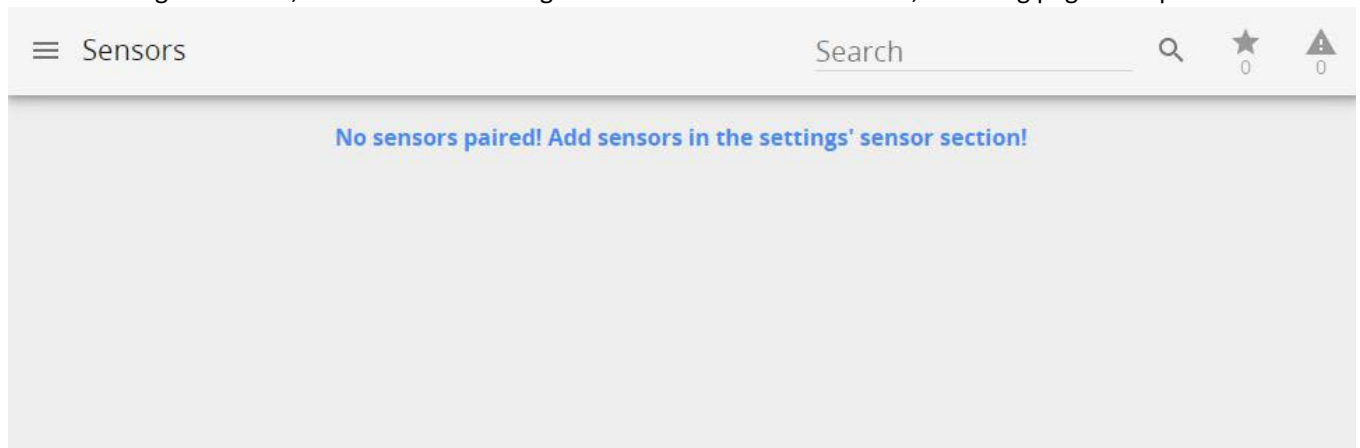 Sensors
Search
0
0
No sensors paired! Add sensors in the settings' sensor section!